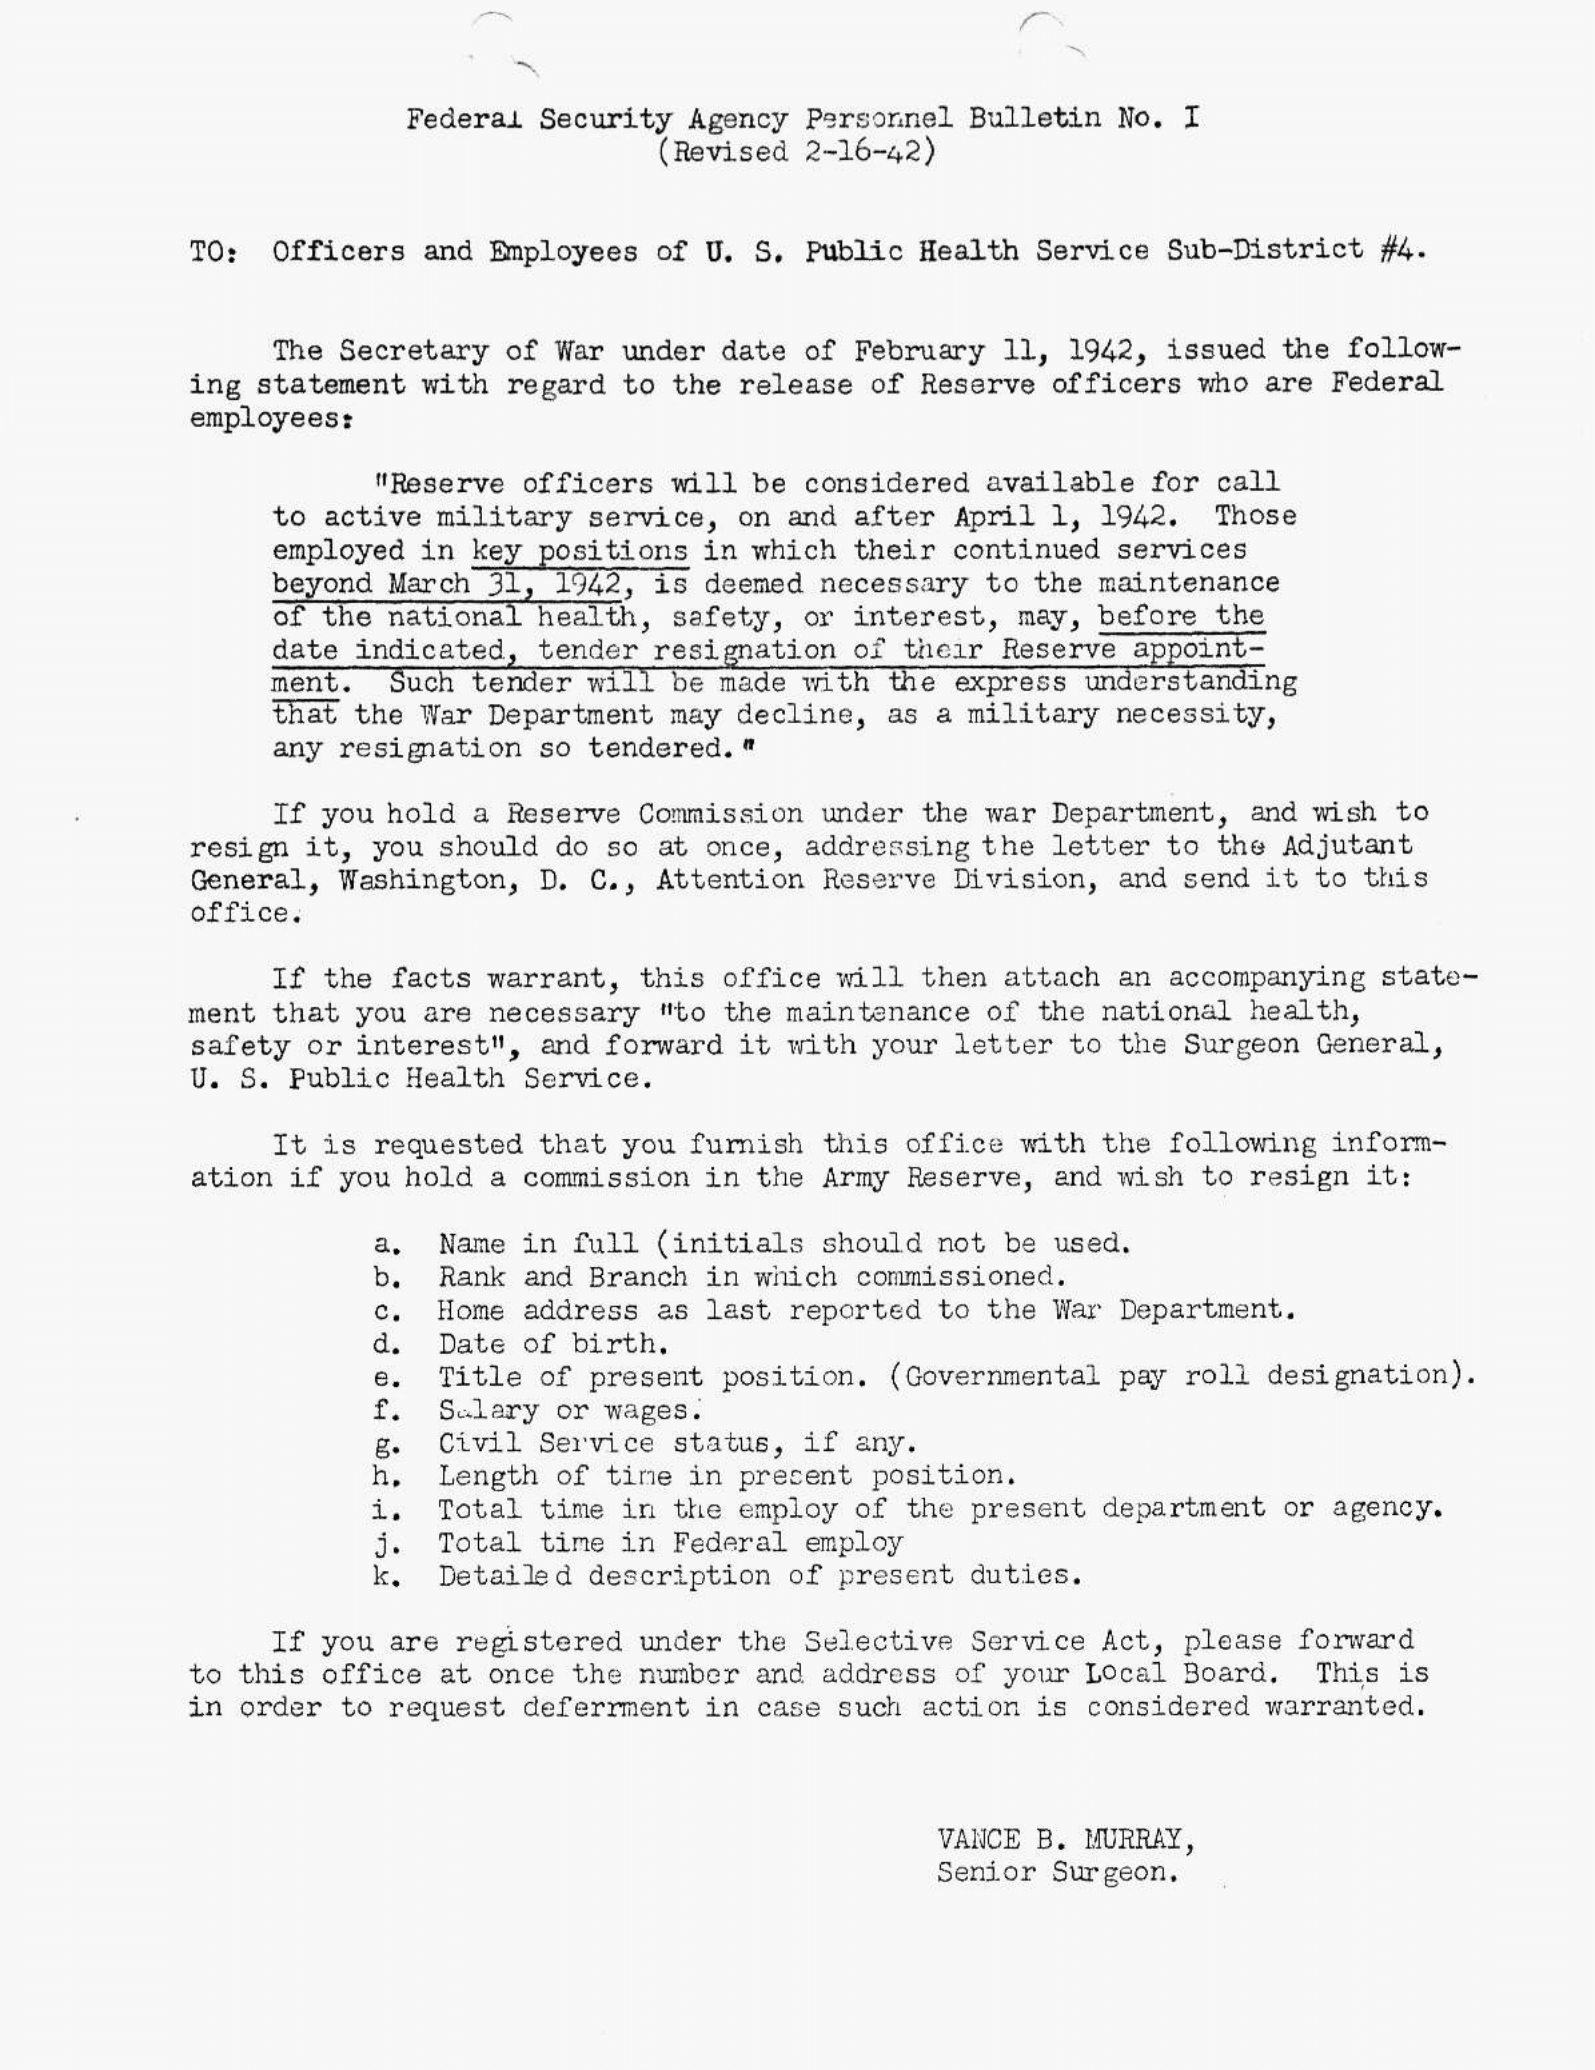 Federal Security Agency Personnel Bulletin No. I
(Revised 2-16-42)
TO: Officers and Employees of U. S. Public Health Service Sub-District #4.
The Secretary of War under date of February 11, 1942, issued the follow-
ing statement with regard to the release of Reserve officers who are Federal
employees:
"Reserve officers will be considered available for call
to active military service, on and after April 1, 1942. Those
employed in key positions in which their continued services
beyond March 31, 1942, is deemed necessary to the maintenance
of the national health, safety, or interest, may, before the
date indicated, tender resignation of their Reserve appoint-
ment. Such tender will be made with the express understanding
that the War Department may decline, as a military necessity,
any resignation so tendered."
If you hold a Reserve Commission under the war Department, and wish to
resign it, you should do so at once, addressing the letter to the Adjutant
General, Washington, D. C., Attention Reserve Division, and send it to this
office.
If the facts warrant, this office will then attach an accompanying state-
ment that you are necessary "to the maintenance of the national health,
safety or interest", and forward it with your letter to the Surgeon General,
U. S. Public Health Service.
It is requested that you furnish this office with the following inform-
ation if you hold a commission in the Army Reserve, and wish to resign it:
a. Name in full (initials should not be used.
b. Rank and Branch in which commissioned.
c. Home address as last reported to the War Department.
d. Date of birth.
e. Title of present position. (Governmental pay roll designation).
f. Salary or wages.
g. Civil Service status, if any.
h. Length of time in present position.
i. Total time in the employ of the present department or agency.
j. Total time in Federal employ
k. Detailed description of present duties.
If you are registered under the Selective Service Act, please forward
to this office at once the number and address of your Local Board. This is
in order to request deferrment in case such action is considered warranted.
VANCE B. MURRAY,
Senior Surgeon.